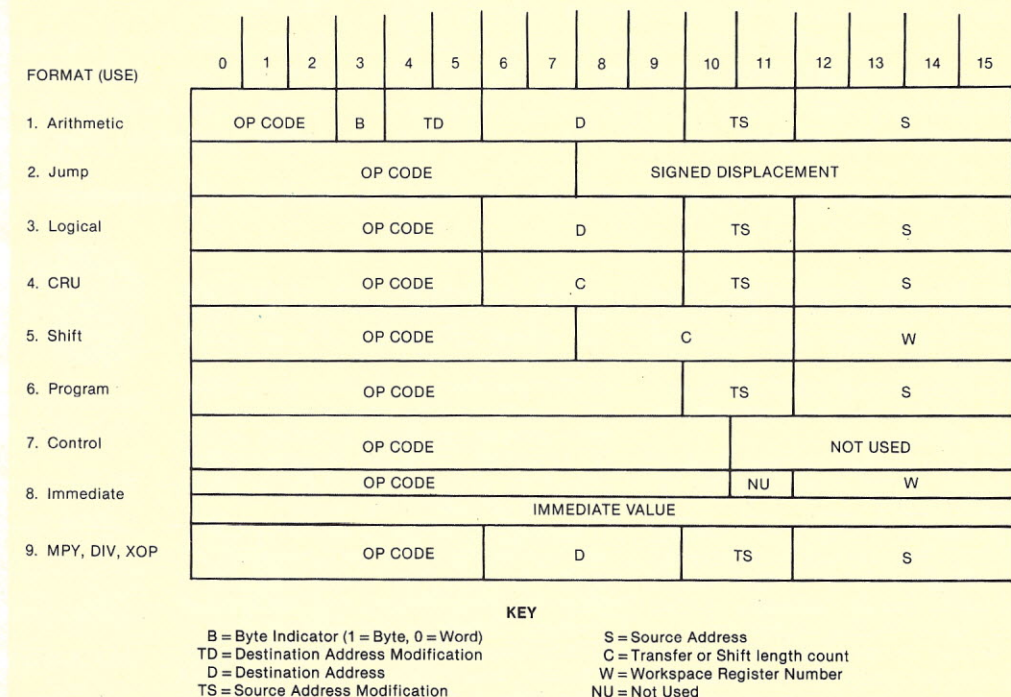 FORMAT (USE) 0 1 2 3 4 5 6 7 8 9 10 11 12 13 14 15
1. Arithmetic OP CODE B TD D TS S
2. Jump OP CODE SIGNED DISPLACEMENT
3. Logical OP CODE D TS S
4. CRU OP CODE C TS S
5. Shift OP CODE C W
6. Program OP CODE TS S
7. Control OP CODE NOT USED
8. Immediate OP CODE NU W
IMMEDIATE VALUE
9. MPY, DIV, XOP OP CODE D TS S
KEY
B = Byte Indicator (1 = Byte, 0 = Word)
TD = Destination Address Modification
D = Destination Address
TS = Source Address Modification
S = Source Address
C = Transfer or Shift length count
W = Workspace Register Number
NU = Not Used